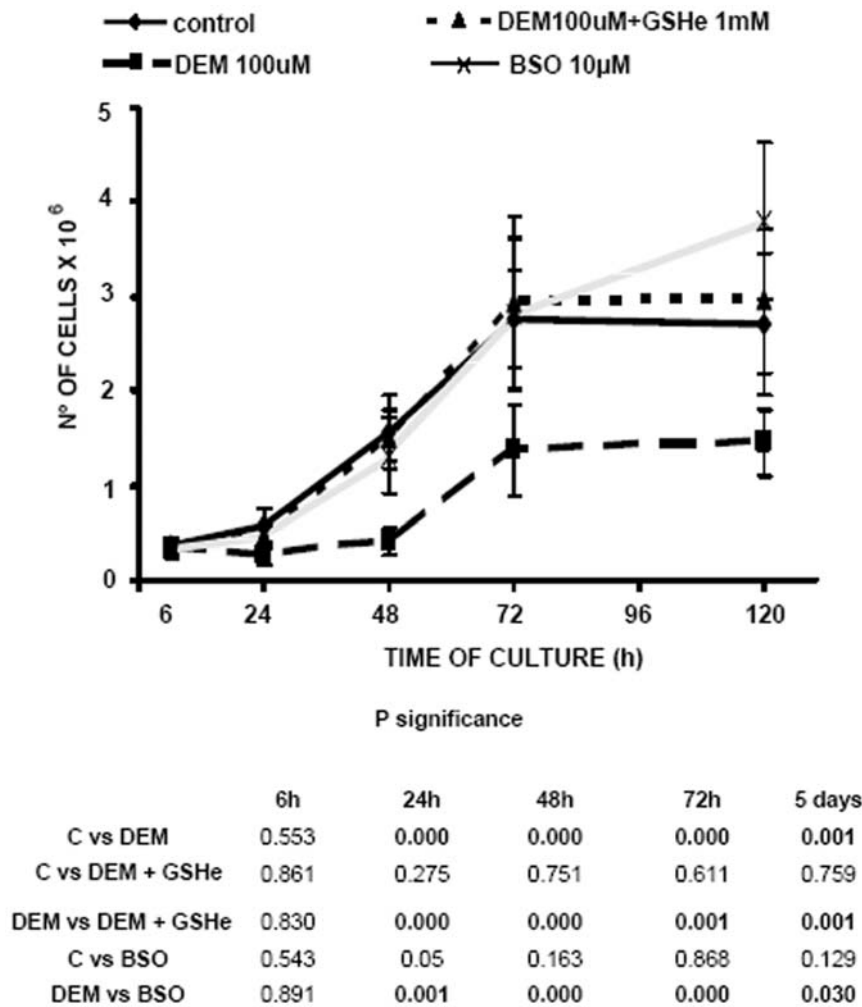 control
DEM100uM+GSHe 1mM
DEM 100uM
BSO 10µM
5
4
3
2
1
0
N° OF CELLS X 10 6
6 24 48 72 96 120
TIME OF CULTURE (h)
P significance
6h 24h 48h 72h 5 days
C vs DEM 0.553 0.000 0.000 0.000 0.001
C vs DEM + GSHe 0.861 0.275 0.751 0.611 0.759
DEM vs DEM + GSHe 0.830 0.000 0.000 0.001 0.001
C vs BSO 0.543 0.05 0.163 0.868 0.129
DEM vs BSO 0.891 0.001 0.000 0.000 0.030